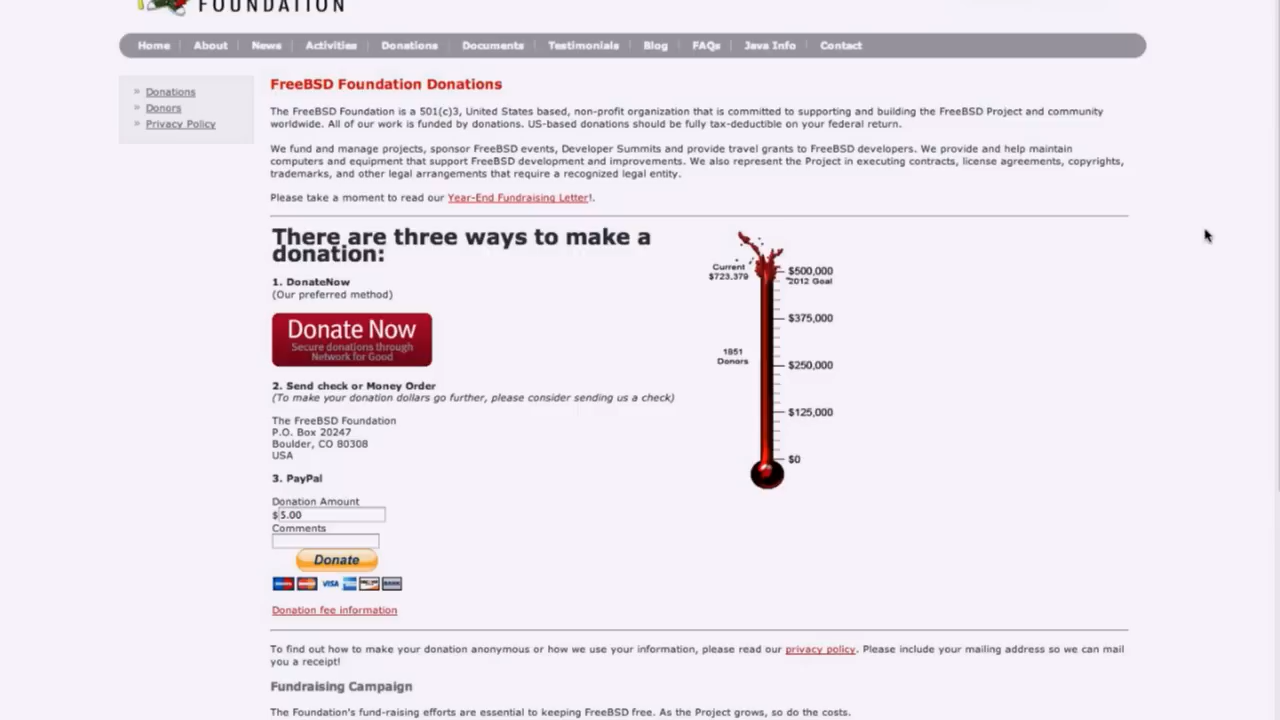 FOUNDATION
Home About News Activities Donations Documents Testimonials Blog FAQs Java Info Contact
» Donations
» Donors
» Privacy Policy
FreeBSD Foundation Donations
The FreeBSD Foundation is a 501(c)3, United States based, non-profit organization that is committed to supporting and building the FreeBSD Project and community
worldwide. All of our work is funded by donations. US-based donations should be fully tax-deductible on your federal return.
We fund and manage projects, sponsor FreeBSD events, Developer Summits and provide travel grants to FreeBSD developers. We provide and help maintain
computers and equipment that support FreeBSD development and improvements. We also represent the Project in executing contracts, license agreements, copyrights,
trademarks, and other legal arrangements that require a recognized legal entity.
Please take a moment to read our Year-End Fundraising Letter!.
There are three ways to make a
donation:
1. DonateNow
(Our preferred method)
Donate Now
Secure donations through
Network for Good
2. Send check or Money Order
(To make your donation dollars go further, please consider sending us a check)
The FreeBSD Foundation
P.O. Box 20247
Boulder, CO 80308
USA
3. PayPal
Donation Amount
$ 5.00
Comments
Donate
VISA
Donation fee information
Current
$723,379
1851
Donors
$500,000
2012 Goal
$375,000
$250,000
$125,000
$0
To find out how to make your donation anonymous or how we use your information, please read our privacy policy. Please include your mailing address so we can mail
you a receipt!
Fundraising Campaign
The Foundation's fund-raising efforts are essential to keeping FreeBSD free. As the Project grows, so do the costs.